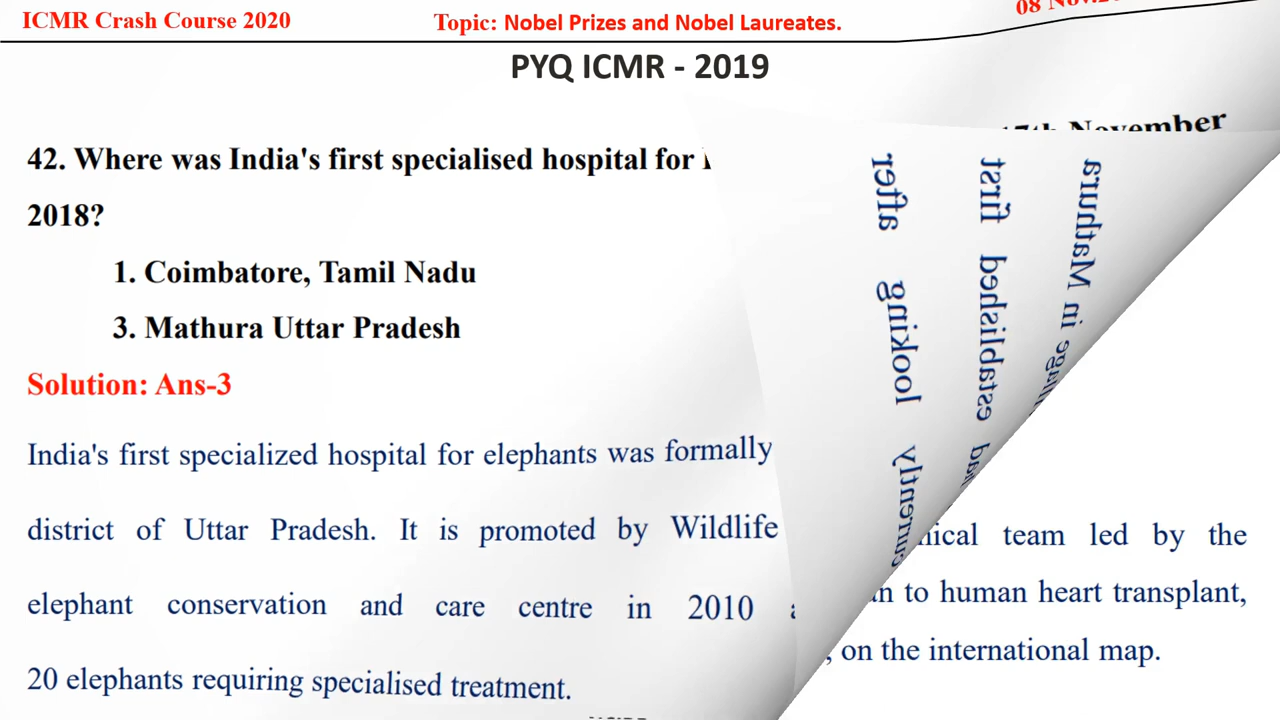 ICMR Crash Course 2020
Topic: Nobel Prizes and Nobel Laureates.
08
PYQ ICMR - 2019
November
42. Where was India's first specialised hospital for
2018?
1. Coimbatore, Tamil Nadu
3. Mathura Uttar Pradesh
Solution: Ans-3
India's first specialized hospital for elephants was formally
district of Uttar Pradesh. It is promoted by Wildlife
elephant conservation and care centre in 2010
20 elephants requiring specialised treatment.
in Mathura
established first
currently looking after
team led by the
to human heart transplant,
, on the international map.